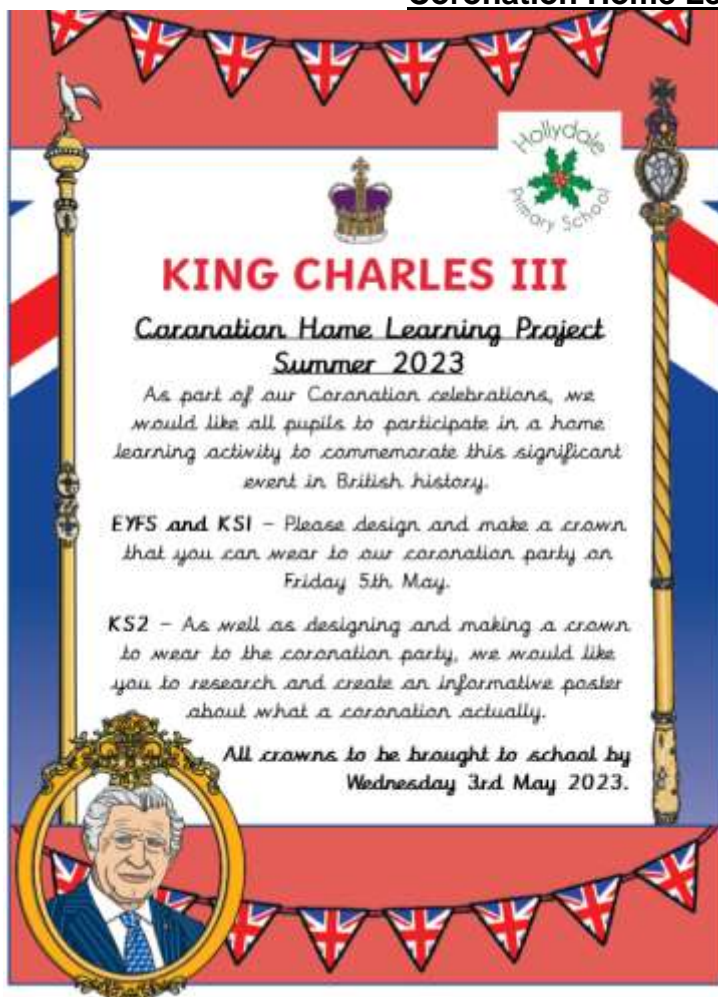 Coronation Home Le
Hollydale
Primary School
KING CHARLES III
Coronation Home Learning Project
Summer 2023
As part of our Coronation celebrations, we
would like all pupils to participate in a home
learning activity to commemorate this significant
event in British history.
EYFS and KS1 – Please design and make a crown
that you can wear to our coronation party on
Friday 5th May.
KS2 – As well as designing and making a crown
to wear to the coronation party, we would like
you to research and create an informative poster
about what a coronation actually.
All crowns to be brought to school by
Wednesday 3rd May 2023.